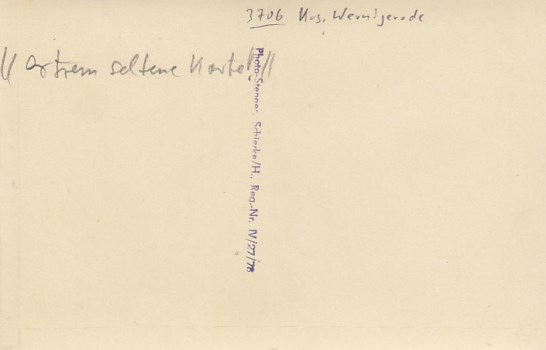 3706 Krs. Wernigerode
!! extrem seltene Karte! !!
Photo-Stenner, Schierke/H., Reg.-Nr. IV/27/78